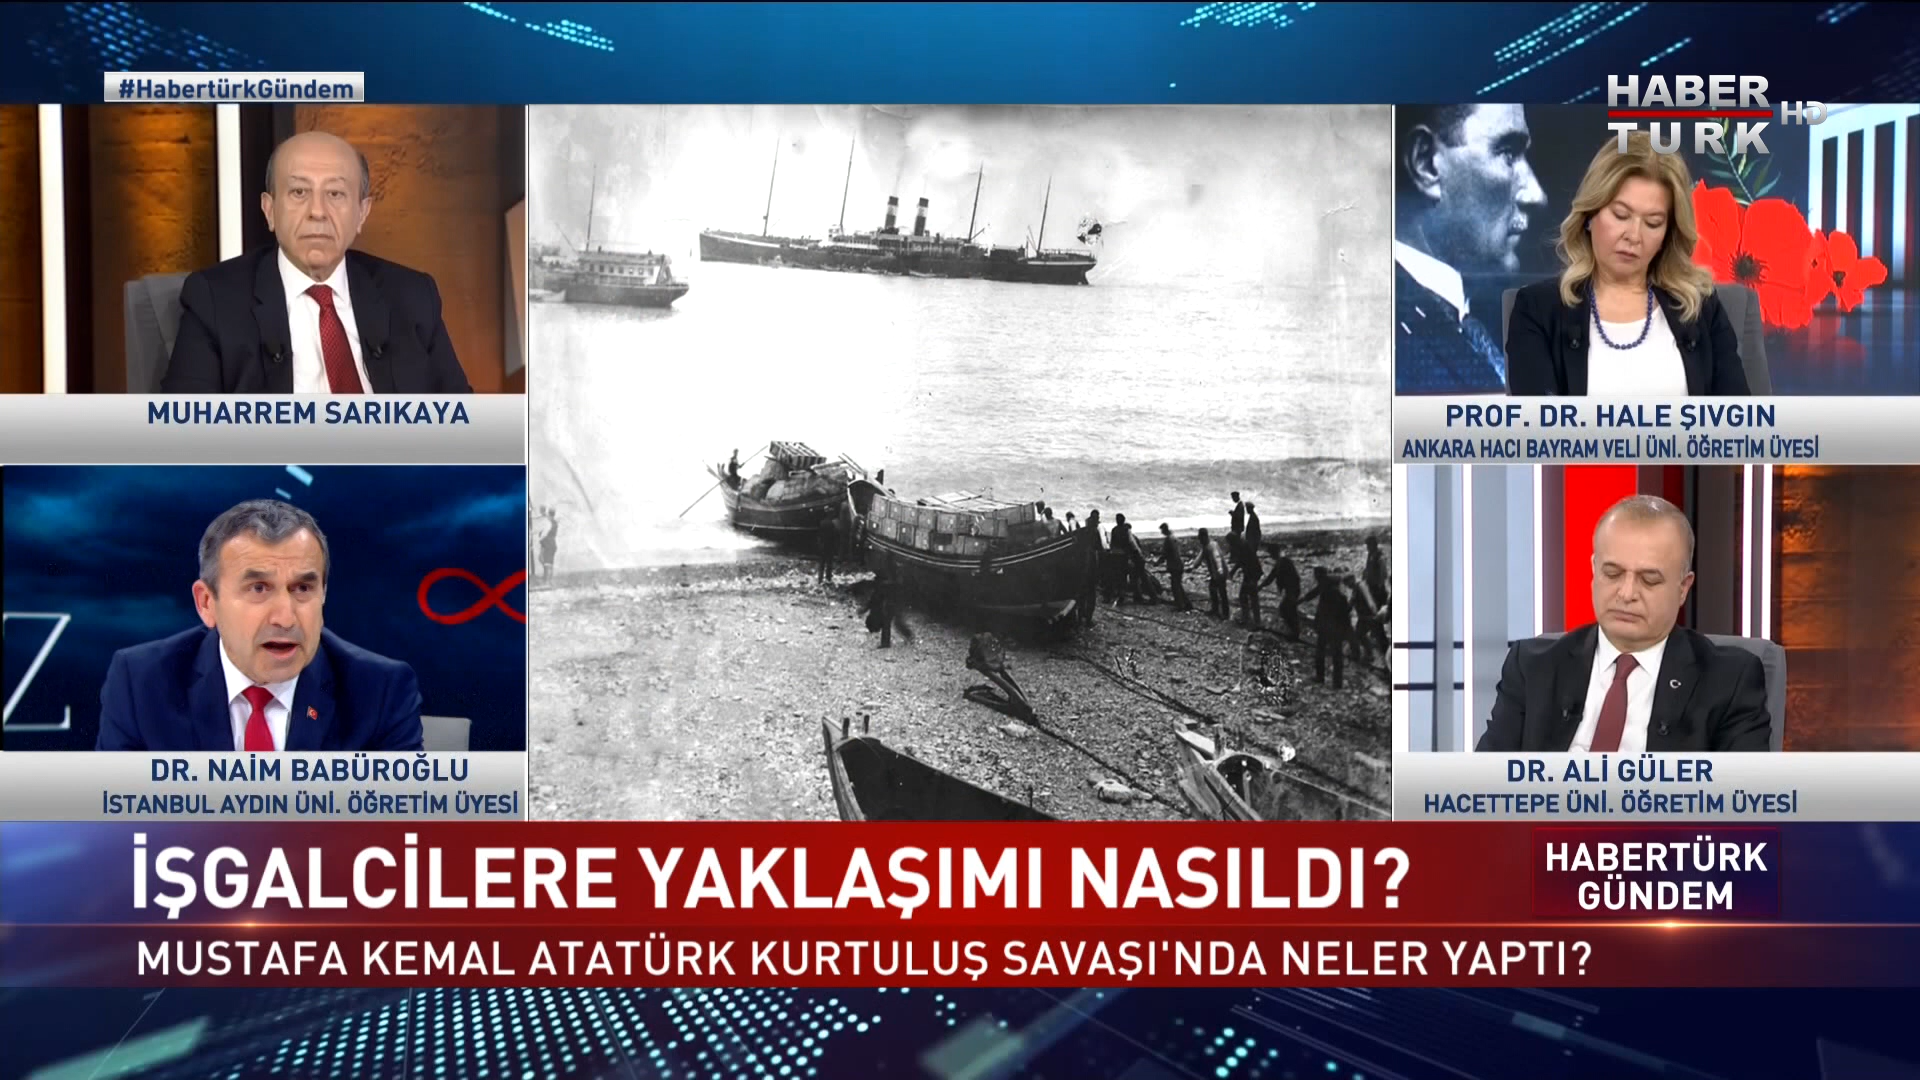 #HabertürkGündem
HABER
TURK HD
MUHARREM SARIKAYA
PROF. DR. HALE ŞIVGIN
ANKARA HACI BAYRAM VELİ ÜNİ. ÖĞRETİM ÜYESİ
Z
DR. NAİM BABÜROĞLU
İSTANBUL AYDIN ÜNİ. ÖĞRETİM ÜYESİ
DR. ALİ GÜLER
HACETTEPE ÜNİ. ÖĞRETİM ÜYESİ
İŞGALCİLERE YAKLAŞIMI NASILDI?
HABERTÜRK
GÜNDEM
MUSTAFA KEMAL ATATÜRK KURTULUŞ SAVAŞI'NDA NELER YAPTI?